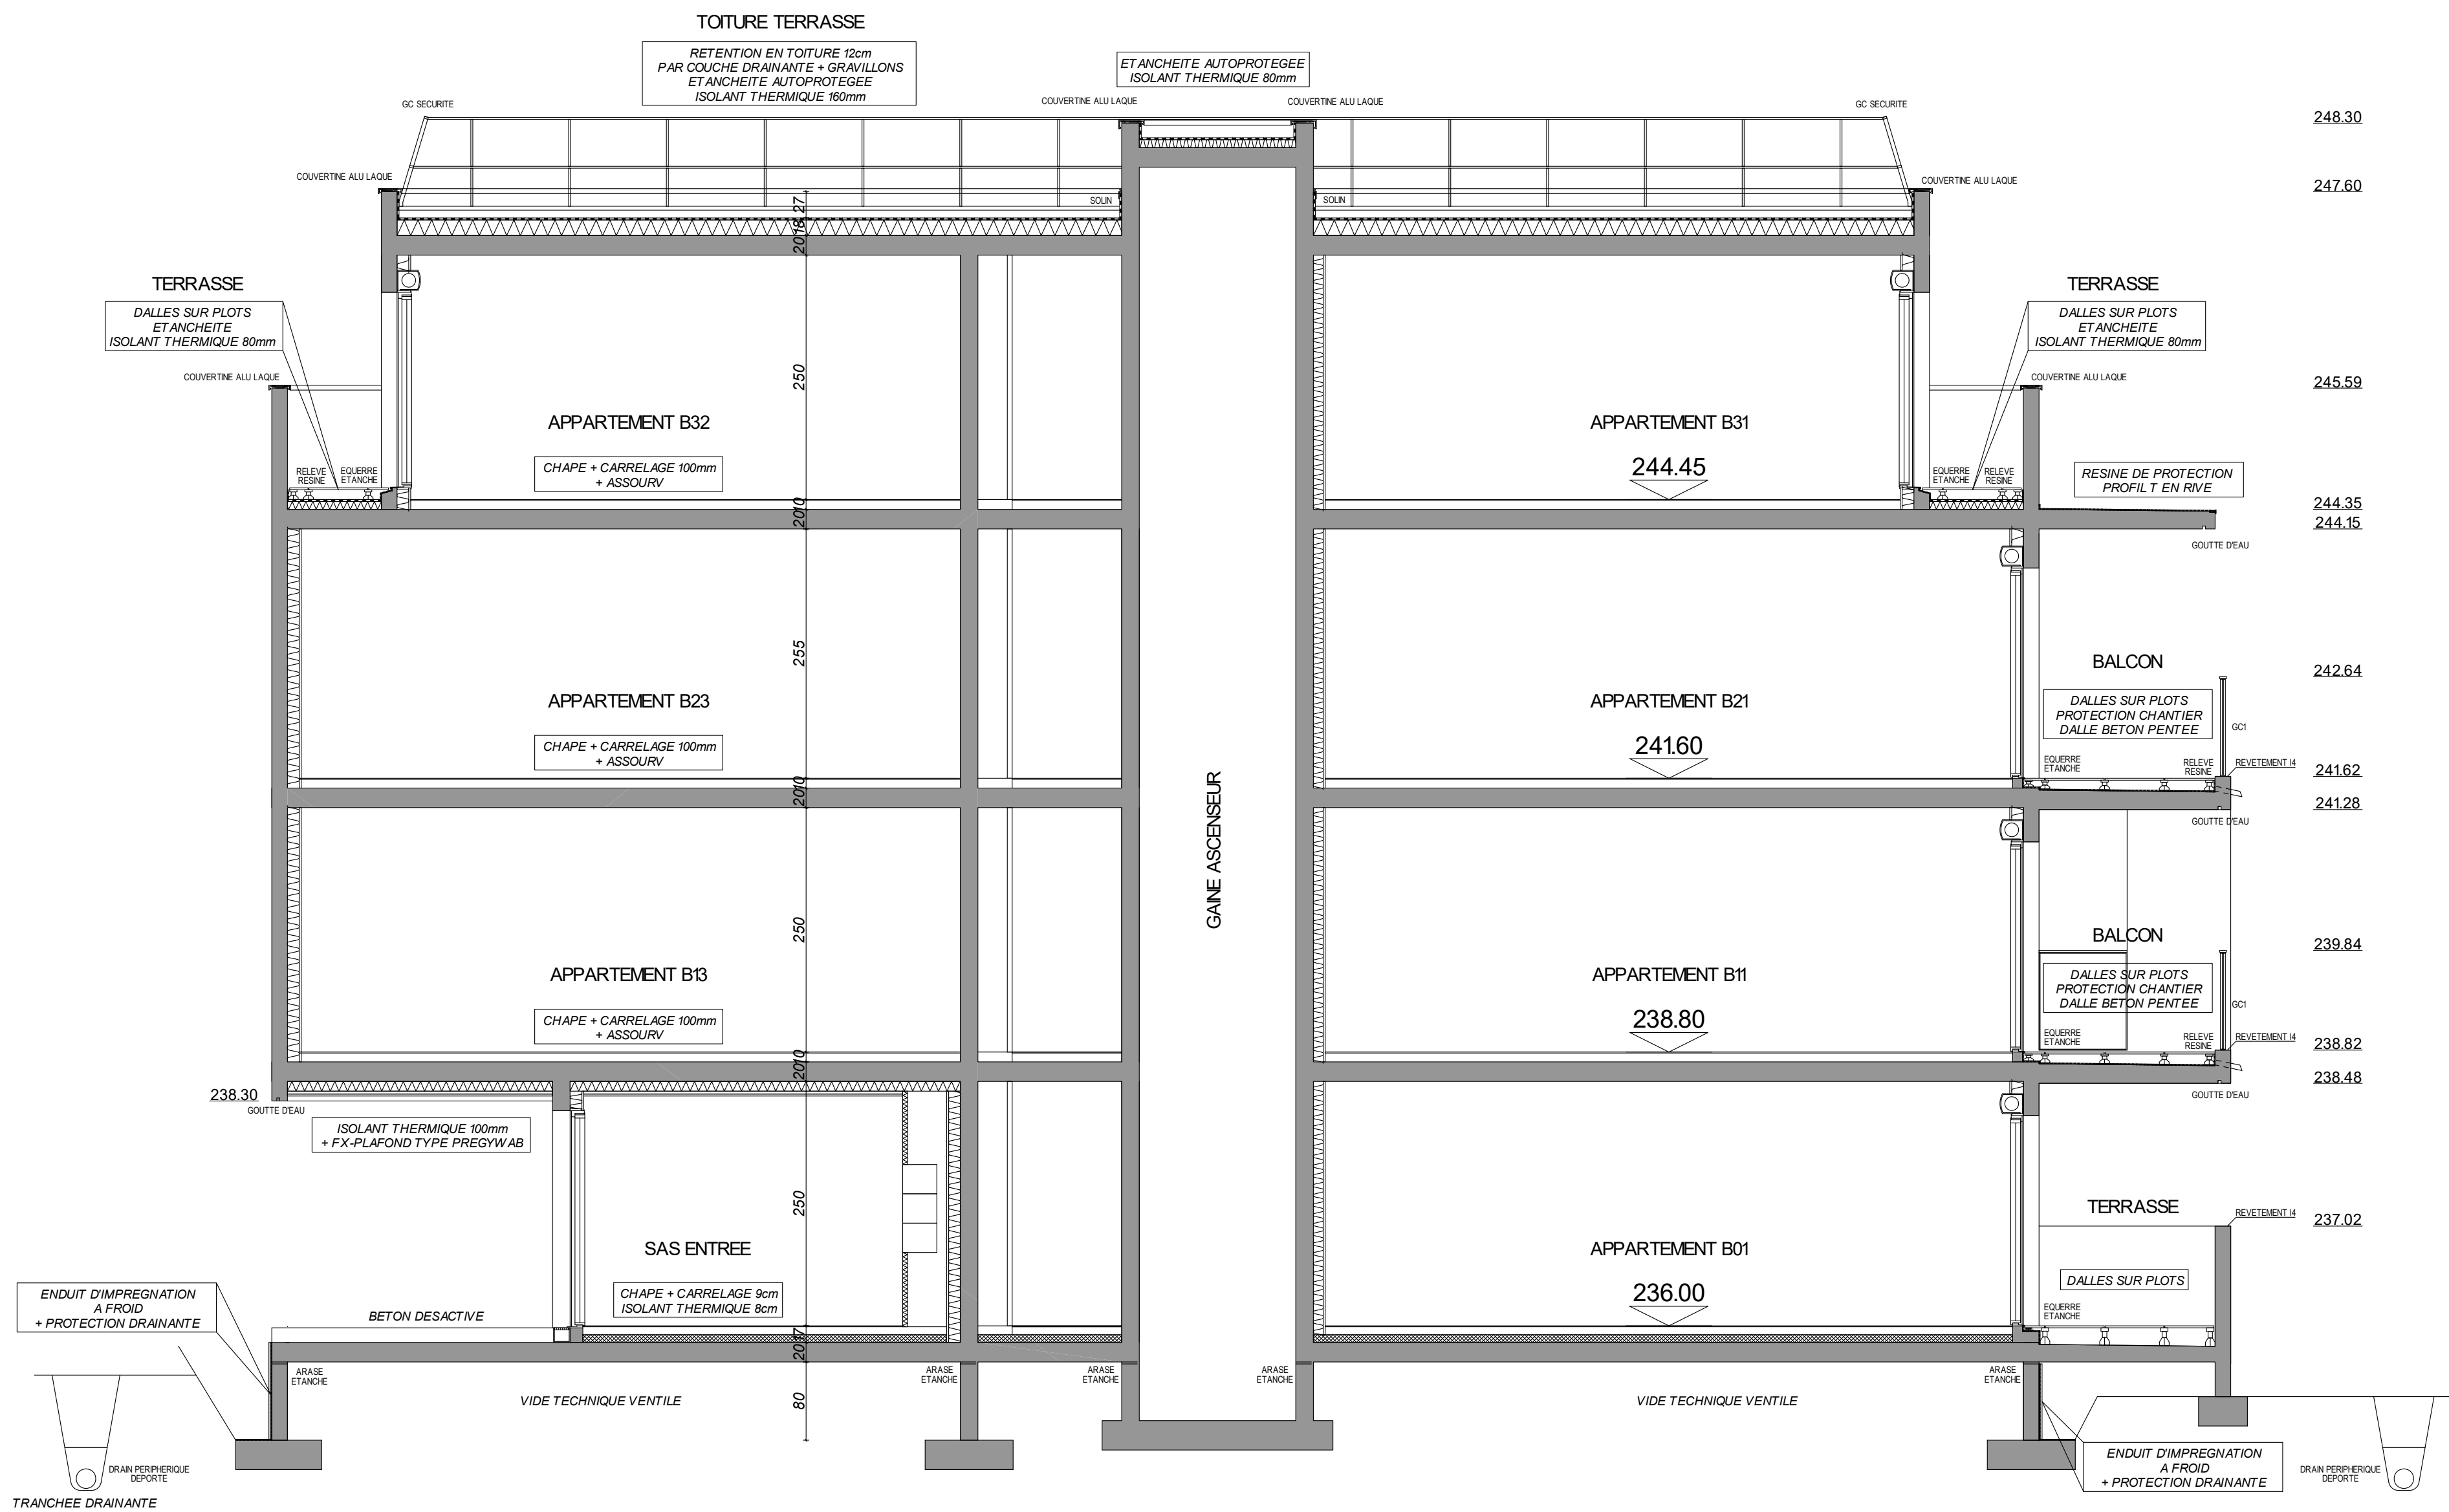 TOITURE TERRASSE
RETENTION EN TOITURE 12cm
PAR COUCHE DRAINANTE + GRAVILLONS
ETANCHEITE AUTOPROTEGEE
ISOLANT THERMIQUE 160mm
ETANCHEITE AUTOPROTEGEE
ISOLANT THERMIQUE 80mm
GC SECURITE
COUVERTINE ALU LAQUE
COUVERTINE ALU LAQUE
GC SECURITE
248.30
COUVERTINE ALU LAQUE
COUVERTINE ALU LAQUE
247.60
SOLIN
SOLIN
27
18
20
TERRASSE
DALLES SUR PLOTS
ETANCHEITE
ISOLANT THERMIQUE 80mm
TERRASSE
DALLES SUR PLOTS
ETANCHEITE
ISOLANT THERMIQUE 80mm
COUVERTINE ALU LAQUE
250
COUVERTINE ALU LAQUE
245.59
APPARTEMENT B32
APPARTEMENT B31
CHAPE + CARRELAGE 100mm
+ ASSOURV
244.45
RELEVE
RESINE
EQUERRE
ETANCHE
EQUERRE
ETANCHE
RELEVE
RESINE
RESINE DE PROTECTION
PROFIL T EN RIVE
244.35
244.15
10
20
GOUTTE D'EAU
255
BALCON
242.64
APPARTEMENT B23
APPARTEMENT B21
DALLES SUR PLOTS
PROTECTION CHANTIER
DALLE BETON PENTEE
GC1
CHAPE + CARRELAGE 100mm
+ ASSOURV
241.60
EQUERRE
ETANCHE
RELEVE
RESINE
REVETEMENT I4
241.62
10
20
241.28
GOUTTE D'EAU
GAINE ASCENSEUR
250
BALCON
239.84
APPARTEMENT B13
APPARTEMENT B11
DALLES SUR PLOTS
PROTECTION CHANTIER
DALLE BETON PENTEE
GC1
CHAPE + CARRELAGE 100mm
+ ASSOURV
238.80
EQUERRE
ETANCHE
RELEVE
RESINE
REVETEMENT I4
238.82
10
20
238.48
238.30
GOUTTE D'EAU
GOUTTE D'EAU
ISOLANT THERMIQUE 100mm
+ FX-PLAFOND TYPE PREGYWAB
250
TERRASSE
REVETEMENT I4
237.02
SAS ENTREE
APPARTEMENT B01
DALLES SUR PLOTS
CHAPE + CARRELAGE 9cm
ISOLANT THERMIQUE 8cm
236.00
ENDUIT D'IMPREGNATION
A FROID
+ PROTECTION DRAINANTE
BETON DESACTIVE
EQUERRE
ETANCHE
17
20
ARASE
ETANCHE
ARASE
ETANCHE
ARASE
ETANCHE
ARASE
ETANCHE
ARASE
ETANCHE
VIDE TECHNIQUE VENTILE
80
VIDE TECHNIQUE VENTILE
DRAIN PERIPHERIQUE
DEPORTE
TRANCHEE DRAINANTE
ENDUIT D'IMPREGNATION
A FROID
+ PROTECTION DRAINANTE
DRAIN PERIPHERIQUE
DEPORTE